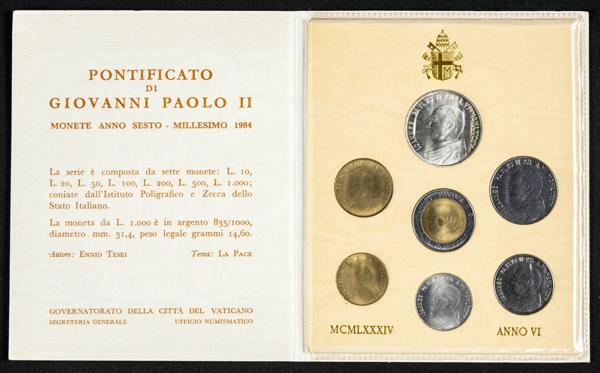 PONTIFICATO
DI
GIOVANNI PAOLO II
MONETE ANNO SESTO - MILLESIMO 1984
La serie è composta da sette monete: L. 10,
L. 20, L. 50, L. 100, L. 200, L. 500, L. 1.000;
coniate dall'Istituto Poligrafico e Zecca dello
Stato Italiano.
La moneta da L. 1.000 è in argento 835/1000,
diametro mm. 31,4, peso legale grammi 14,60.
Autore: ENNIO TESEI Tema: LA PACE
GOVERNATORATO DELLA CITTÀ DEL VATICANO
SEGRETERIA GENERALE UFFICIO NUMISMATICO
MCMLXXXIV ANNO VI